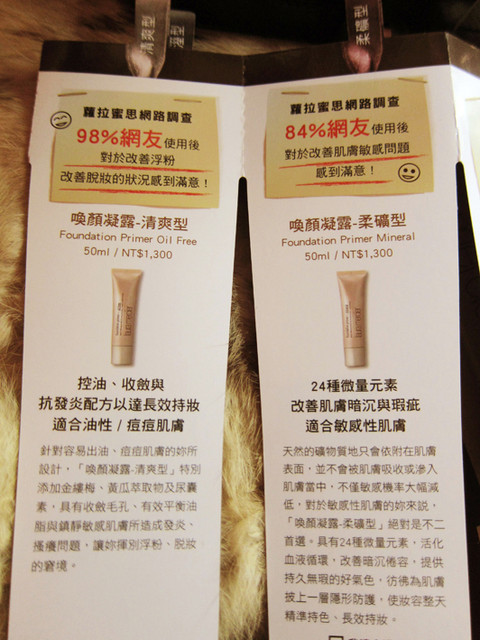 清爽型
蘿拉蜜思網路調查
98%網友使用後
對於改善浮粉
改善脫妝的狀況感到滿意！
喚顏凝露-清爽型
Foundation Primer Oil Free
50ml / NT$1,300
控油、收斂與
抗發炎配方以達長效持妝
適合油性 / 痘痘肌膚
針對容易出油、痘痘肌膚的妳所
設計，「喚顏凝露-清爽型」特別
添加金縷梅、黃瓜萃取物及尿囊
素，具有收斂毛孔、有效平衡油
脂與鎮靜敏感肌膚所造成發炎、
搔癢問題，讓妳揮別浮粉、脫妝
的窘境。
柔礦型
蘿拉蜜思網路調查
84%網友使用後
對於改善肌膚敏感問題
感到滿意！
喚顏凝露-柔礦型
Foundation Primer Mineral
50ml / NT$1,300
24種微量元素
改善肌膚暗沉與瑕疵
適合敏感性肌膚
天然的礦物質地只會依附在肌膚
表面，並不會被肌膚吸收或滲入
肌膚當中，不僅敏感機率大幅減
低，對於敏感性肌膚的妳來說，
「喚顏凝露-柔礦型」絕對是不二
首選。具有24種微量元素，活化
血液循環，改善暗沉倦容，提供
持久無瑕的好氣色，彷彿為肌膚
披上一層隱形防護，使妝容整天
精準持色、長效持妝。